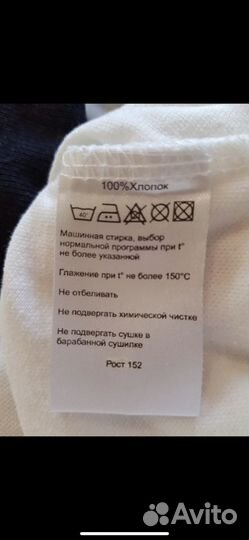 100%Хлопок
40°
Машинная стирка, выбор
нормальной программы при t°
не более указанной
Глажение при t° не более 150°С
Не отбеливать
Не подвергать химической чистке
Не подвергать сушке в
барабанной сушилке
Рост 152
Avito